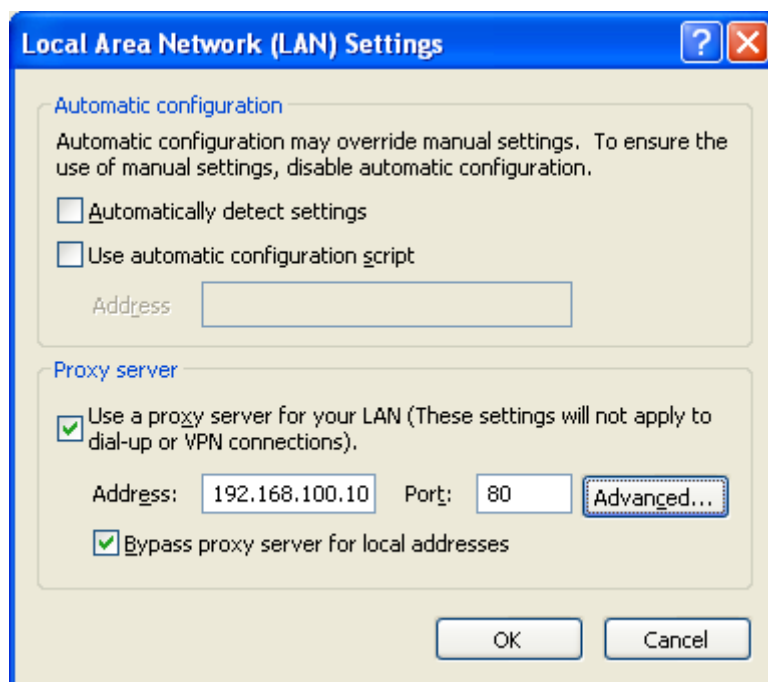 Local Area Network (LAN) Settings
Automatic configuration
Automatic configuration may override manual settings. To ensure the
use of manual settings, disable automatic configuration.
Automatically detect settings
Use automatic configuration script
Address
Proxy server
Use a proxy server for your LAN (These settings will not apply to
dial-up or VPN connections).
Address: 192.168.100.10 Port: 80 Advanced...
Bypass proxy server for local addresses
OK Cancel